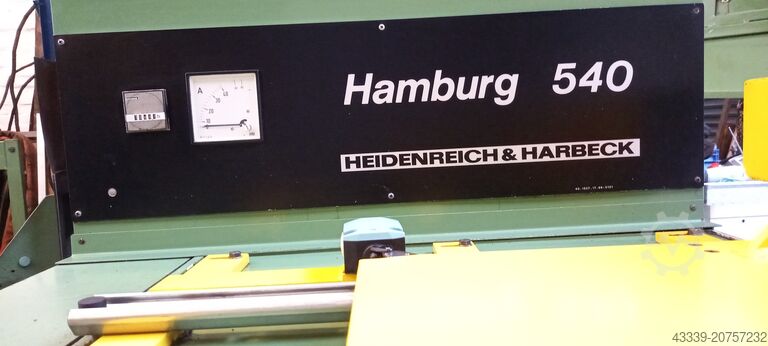 Hamburg 540
HEIDENREICH & HARBECK
A
43339-20757232